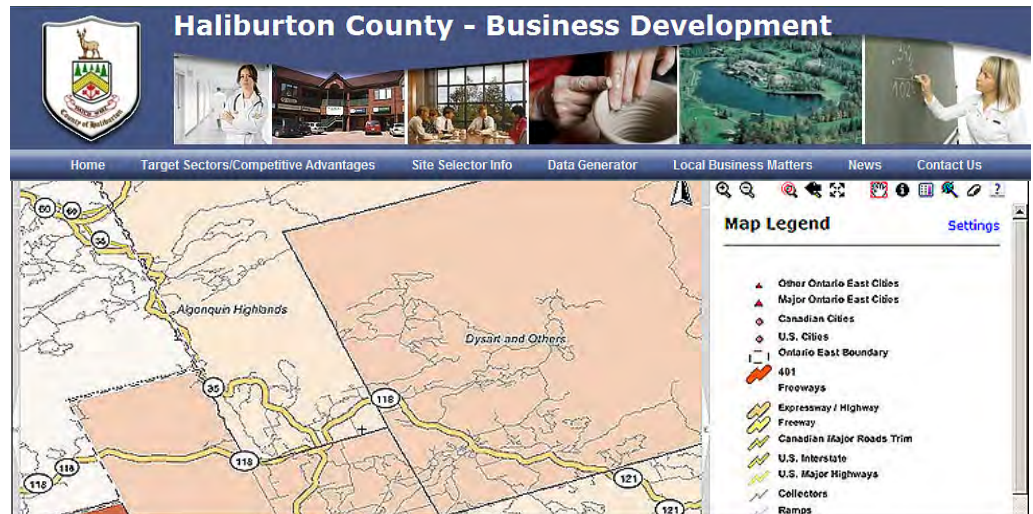 Haliburton County - Business Development
County of Haliburton
Home Target Sectors/Competitive Advantages Site Selector Info Data Generator Local Business Matters News Contact Us
60
60
35
Algonquin Highlands
Dysart and Others
35
118
118
118
118
121
121
Map Legend Settings
Other Ontario East Cities
Major Ontario East Cities
Canadian Cities
U.S. Cities
Ontario East Boundary
401
Freeways
Expressway / Highway
Freeway
Canadian Major Roads Trim
U.S. Interstate
U.S. Major Highways
Collectors
Ramps